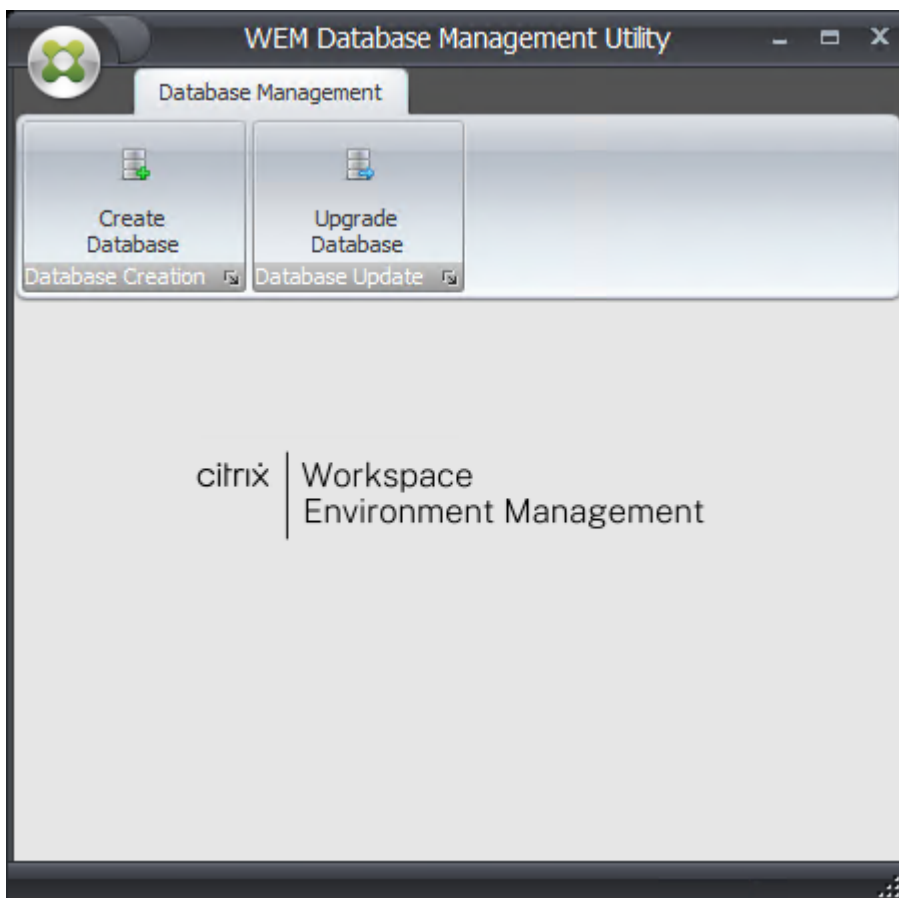 WEM Database Management Utility
Database Management
Create
Database
Upgrade
Database
Database Creation
Database Update
citrix
Workspace
Environment Management